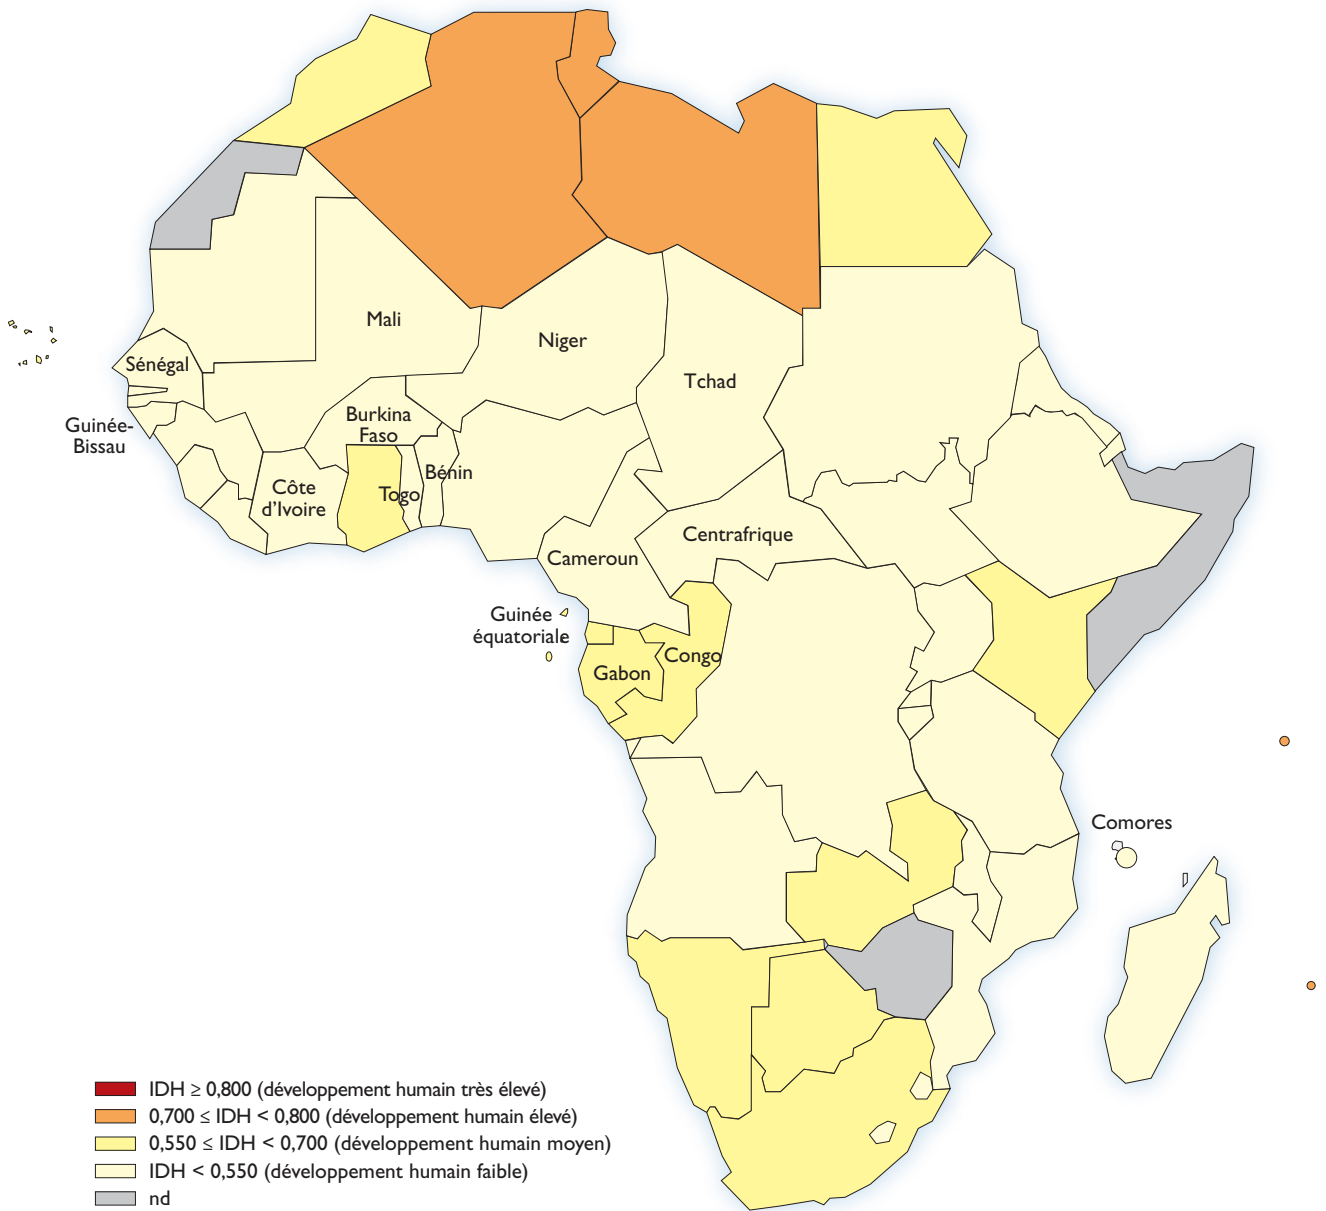 Mali
Niger
Sénégal
Tchad
Burkina
Faso
Guinée-
Bissau
Bénin
Côte
d'Ivoire
Togo
Centrafrique
Cameroun
Guinée
équatoriale
Congo
Gabon
Comores
IDH ≥ 0,800 (développement humain très élevé)
0,700 ≤ IDH < 0,800 (développement humain élevé)
0,550 ≤ IDH < 0,700 (développement humain moyen)
IDH < 0,550 (développement humain faible)
nd